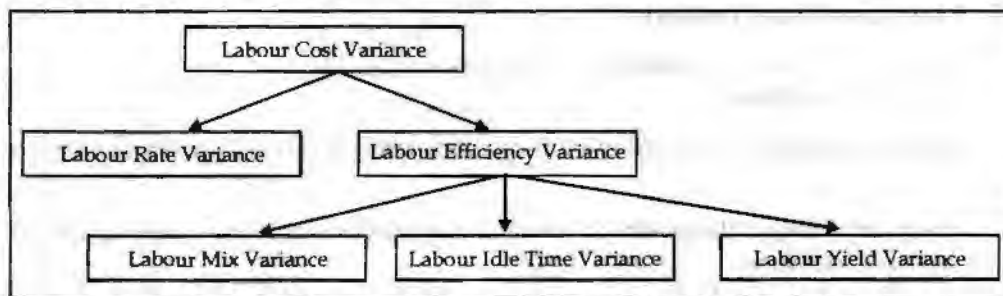 Labour Cost Variance
Labour Rate Variance
Labour Efficiency Variance
Labour Mix Variance
Labour Idle Time Variance
Labour Yield Variance